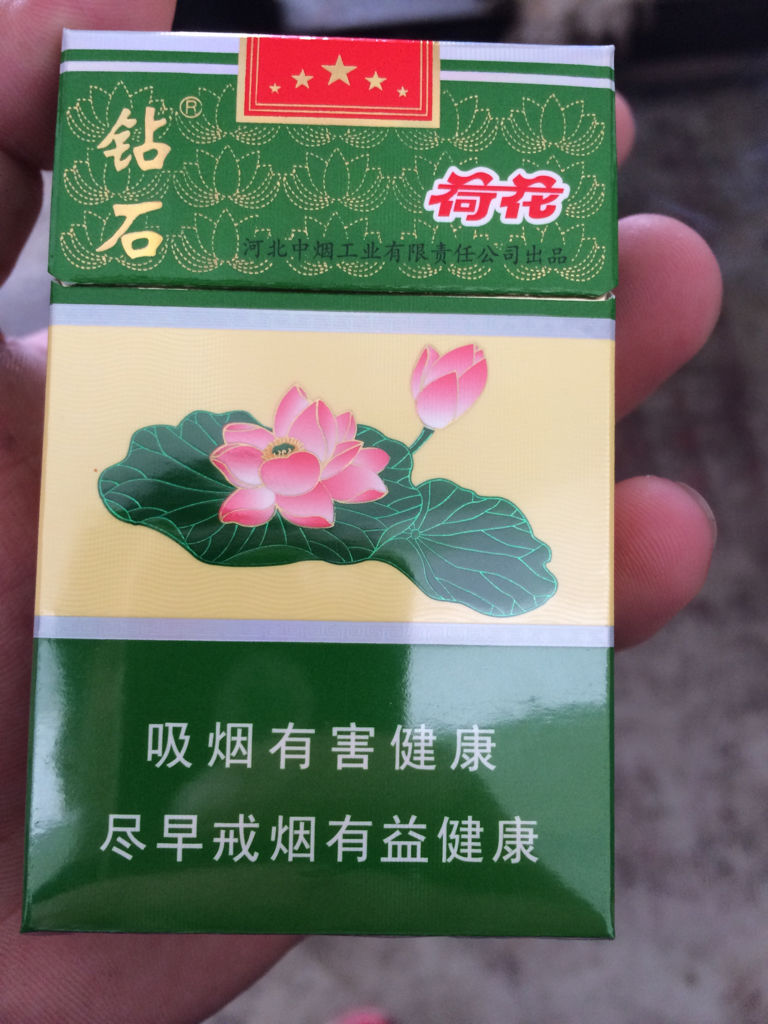 钻石®
荷花
河北中烟工业有限责任公司出品
吸烟有害健康
尽早戒烟有益健康